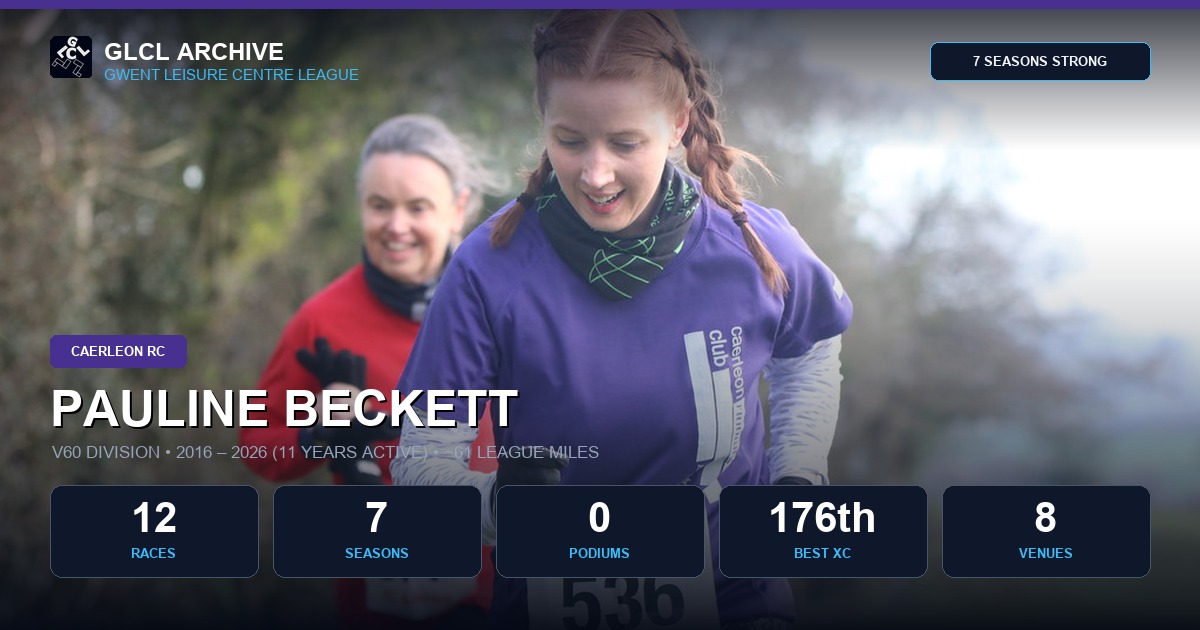 GLCL ARCHIVE
GWENT LEISURE CENTRE LEAGUE
7 SEASONS STRONG
caerleon
club
CAERLEON RC
PAULINE BECKETT
V60 DIVISION • 2016 – 2026 (11 YEARS ACTIVE) • ~61 LEAGUE MILES
12
RACES
7
SEASONS
0
PODIUMS
176th
BEST XC
8
VENUES
536